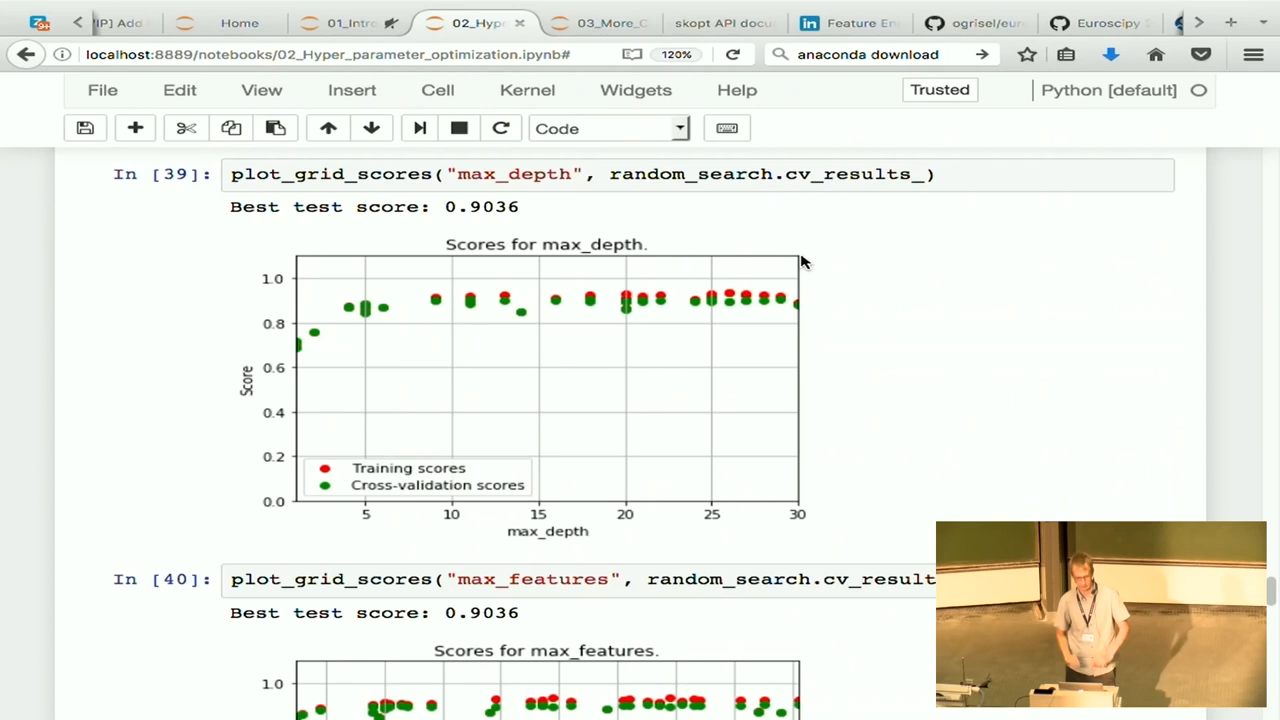 IP] Add
Home
01_Intro
02_Hype
03_More_C
skopt API docu
in Feature En
ogrisel/eur
Euroscipy
localhost:8889/notebooks/02_Hyper_parameter_optimization.ipynb#
120%
anaconda download
File Edit View Insert Cell Kernel Widgets Help
Trusted
Python [default]
Code
In [39]: plot_grid_scores("max_depth", random_search.cv_results_)
Best test score: 0.9036
Scores for max_depth.
1.0
0.8
0.6
0.4
0.2
0.0
Score
Training scores
Cross-validation scores
5 10 15 20 25 30
max_depth
In [40]: plot_grid_scores("max_features", random_search.cv_result
Best test score: 0.9036
Scores for max_features.
1.0